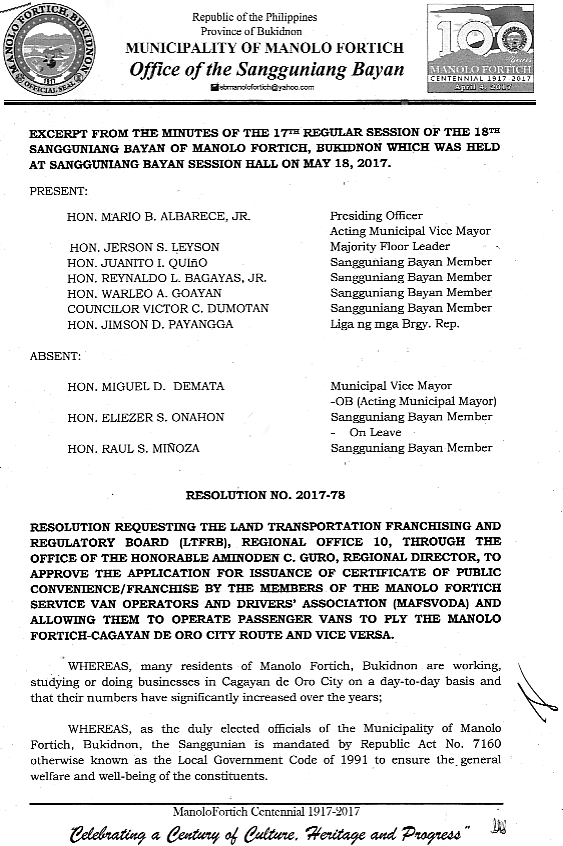 MANOLO FORTICH, BUKIDNON
1917
OFFICIAL SEAL
Republic of the Philippines
Province of Bukidnon
MUNICIPALITY OF MANOLO FORTICH
Office of the Sangguniang Bayan
sbmanolofortich@yahoo.com
100
Years
MANOLO FORTICH
CENTENNIAL 1917-2017
April 4, 2017
EXCERPT FROM THE MINUTES OF THE 17TH REGULAR SESSION OF THE 18TH
SANGGUNIANG BAYAN OF MANOLO FORTICH, BUKIDNON WHICH WAS HELD
AT SANGGUNIANG BAYAN SESSION HALL ON MAY 18, 2017.
PRESENT:
HON. MARIO B. ALBARECE, JR. Presiding Officer
Acting Municipal Vice Mayor
HON. JERSON S. LEYSON Majority Floor Leader
HON. JUANITO I. QUIñO Sangguniang Bayan Member
HON. REYNALDO L. BAGAYAS, JR. Sangguniang Bayan Member
HON. WARLEO A. GOAYAN Sangguniang Bayan Member
COUNCILOR VICTOR C. DUMOTAN Sangguniang Bayan Member
HON. JIMSON D. PAYANGGA Liga ng mga Brgy. Rep.
ABSENT:
HON. MIGUEL D. DEMATA Municipal Vice Mayor
-OB (Acting Municipal Mayor)
HON. ELIEZER S. ONAHON Sangguniang Bayan Member
- On Leave
HON. RAUL S. MIÑOZA Sangguniang Bayan Member
RESOLUTION NO. 2017-78
RESOLUTION REQUESTING THE LAND TRANSPORTATION FRANCHISING AND
REGULATORY BOARD (LTFRB), REGIONAL OFFICE 10, THROUGH THE
OFFICE OF THE HONORABLE AMINODEN C. GURO, REGIONAL DIRECTOR, TO
APPROVE THE APPLICATION FOR ISSUANCE OF CERTIFICATE OF PUBLIC
CONVENIENCE/FRANCHISE BY THE MEMBERS OF THE MANOLO FORTICH
SERVICE VAN OPERATORS AND DRIVERS' ASSOCIATION (MAFSVODA) AND
ALLOWING THEM TO OPERATE PASSENGER VANS TO PLY THE MANOLO
FORTICH-CAGAYAN DE ORO CITY ROUTE AND VICE VERSA.
WHEREAS, many residents of Manolo Fortich, Bukidnon are working,
studying or doing businesses in Cagayan de Oro City on a day-to-day basis and
that their numbers have significantly increased over the years;
WHEREAS, as the duly elected officials of the Municipality of Manolo
Fortich, Bukidnon, the Sanggunian is mandated by Republic Act No. 7160
otherwise known as the Local Government Code of 1991 to ensure the general
welfare and well-being of the constituents.
ManoloFortich Centennial 1917-2017
"Celebrating a Century of Culture, Heritage and Progress"